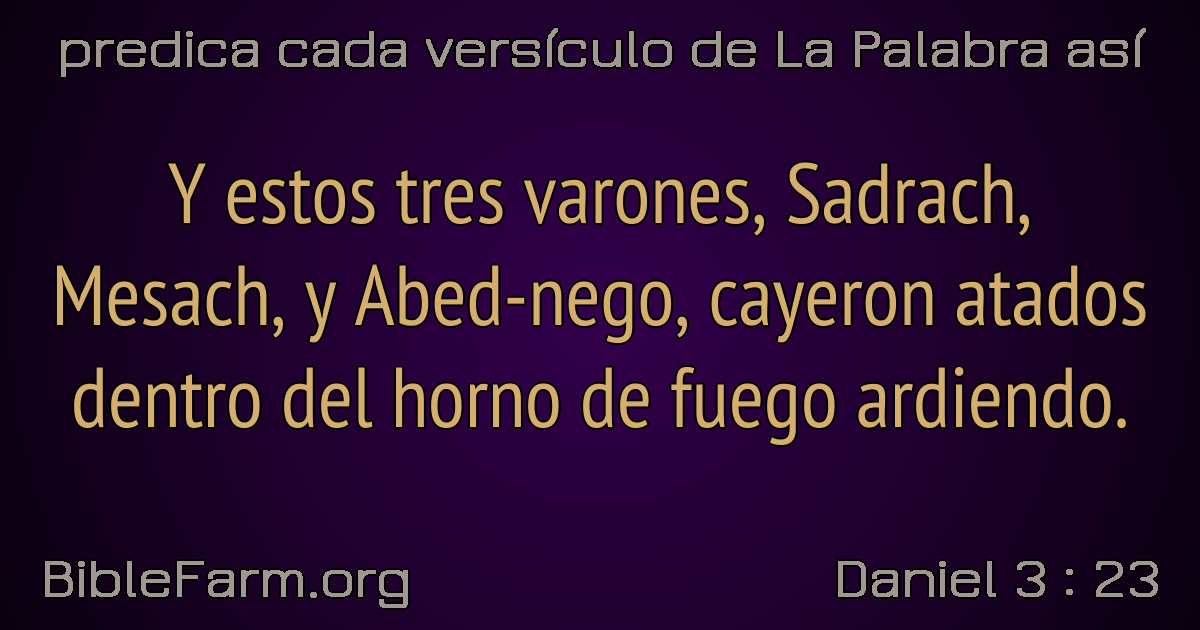 predica cada versículo de La Palabra así
Y estos tres varones, Sadrach,
Mesach, y Abed-nego, cayeron atados
dentro del horno de fuego ardiendo.
BibleFarm.org
Daniel 3 : 23